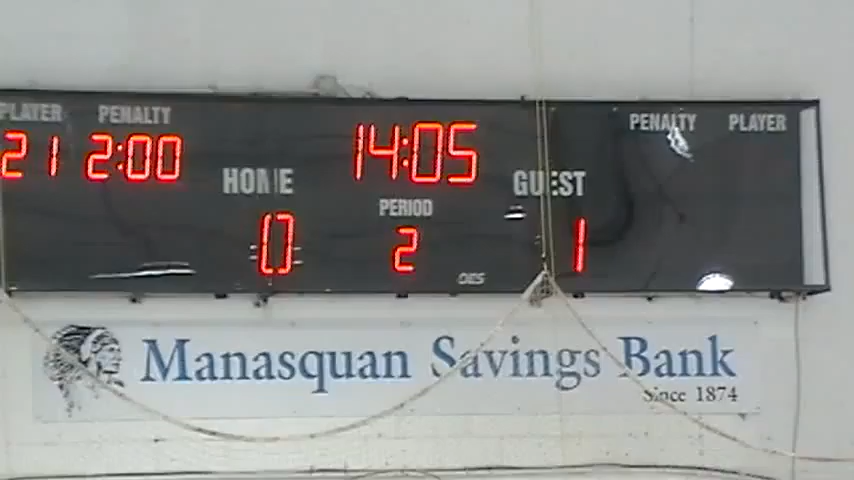 PLAYER PENALTY 14:05 PENALTY PLAYER
21 2:00 HOME GUEST
PERIOD
0 2 1
OES
Manasquan Savings Bank
Since 1874